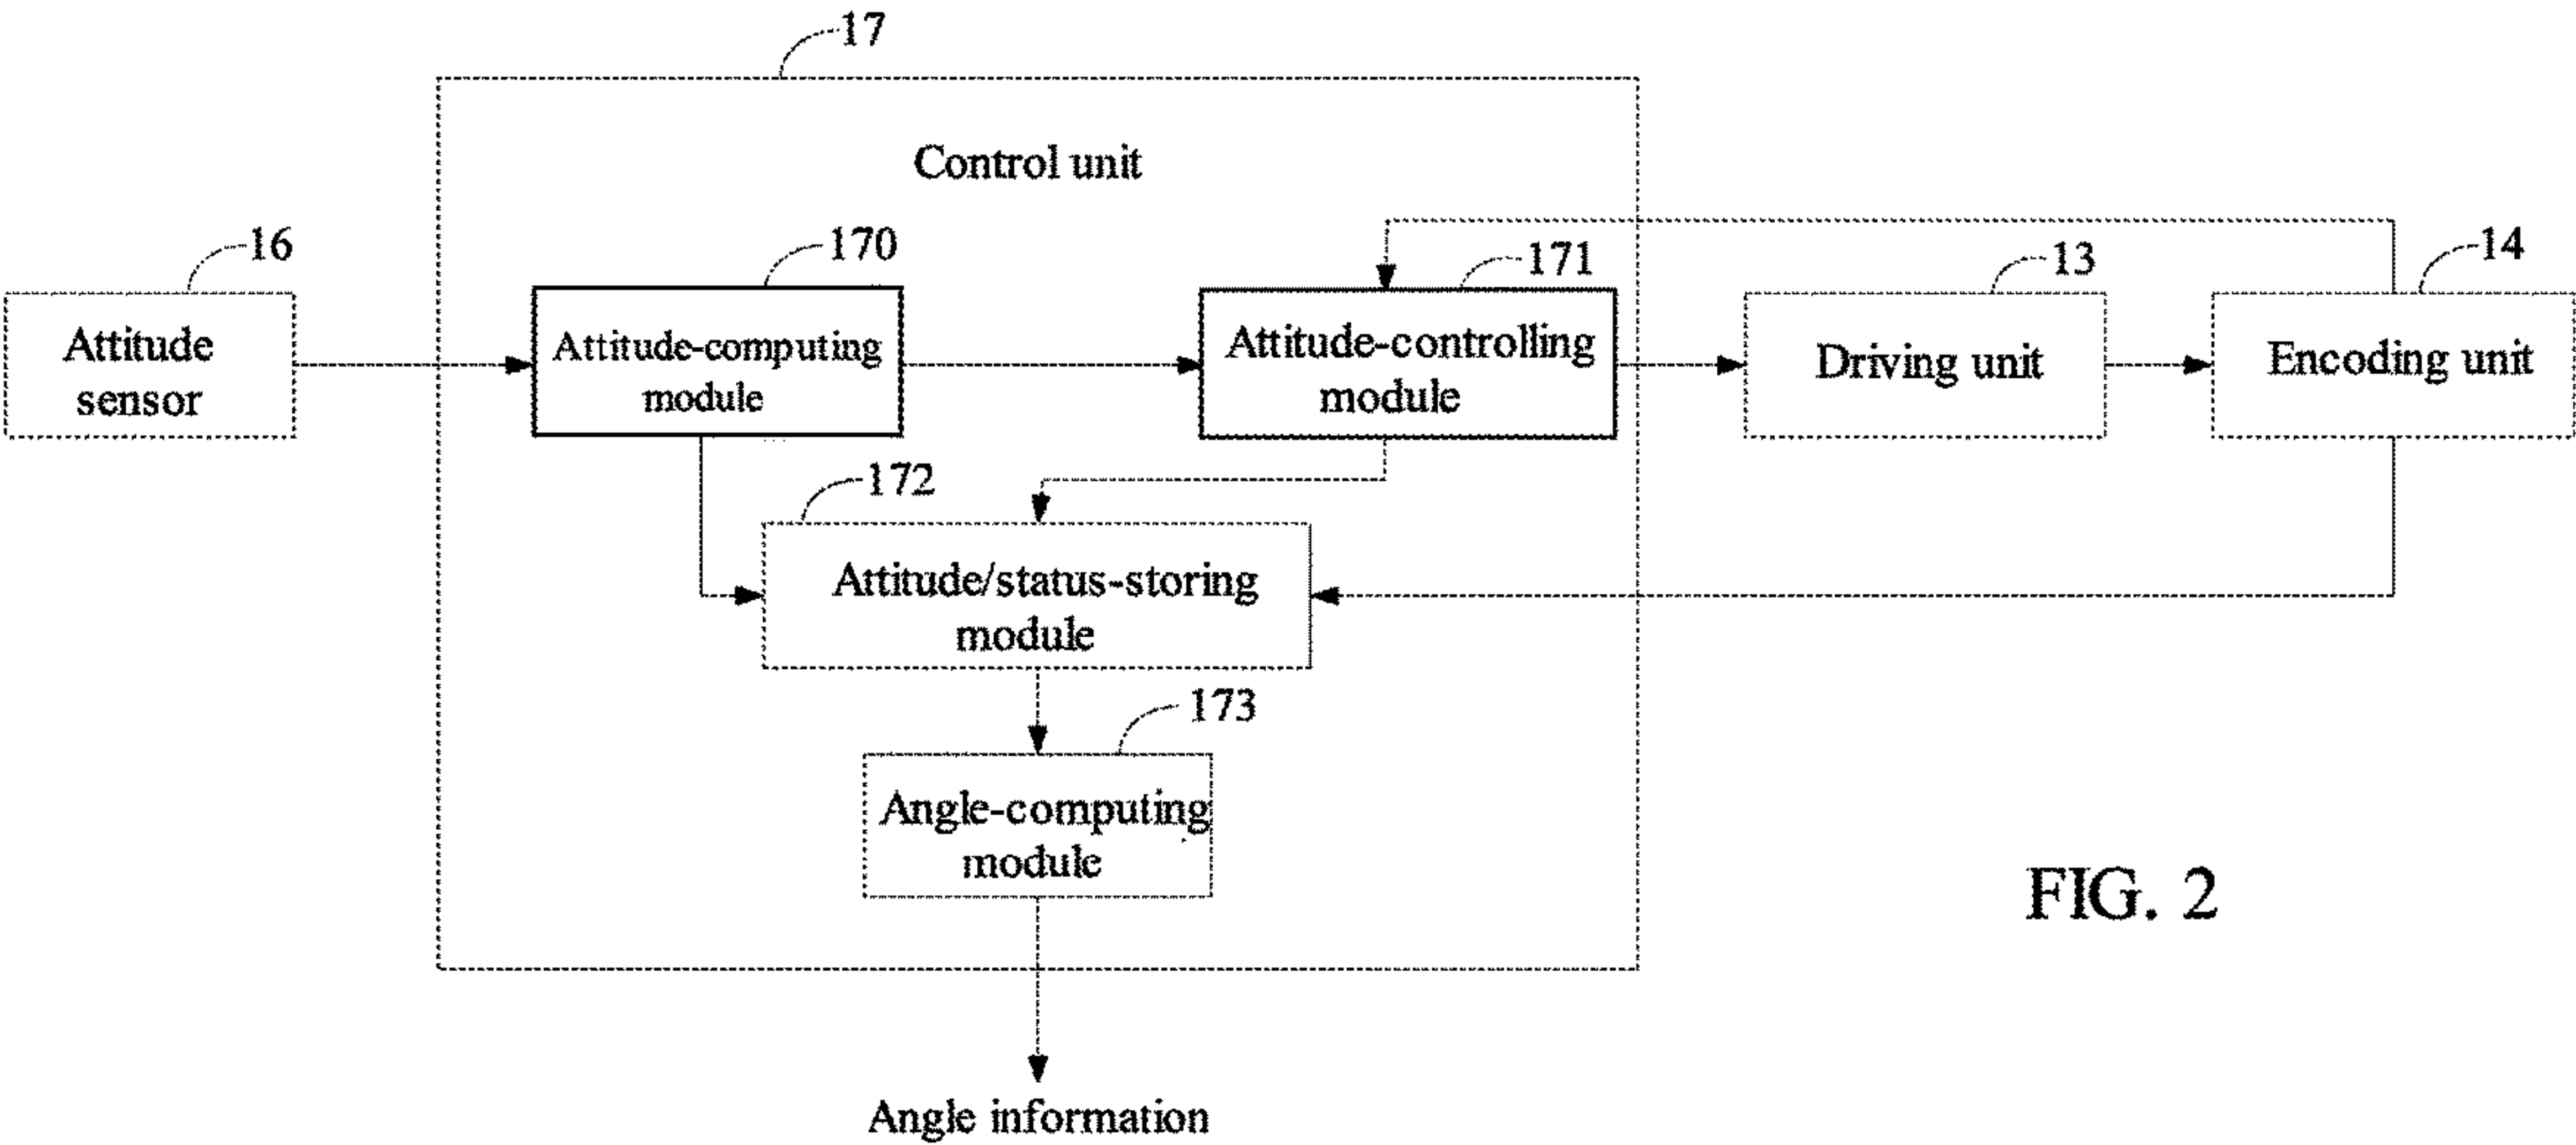 17
Control unit
16
170
171
13
14
Attitude
sensor
Attitude-computing
module
Attitude-controlling
module
Driving unit
Encoding unit
172
Attitude/status-storing
module
173
Angle-computing
module
FIG. 2
Angle information